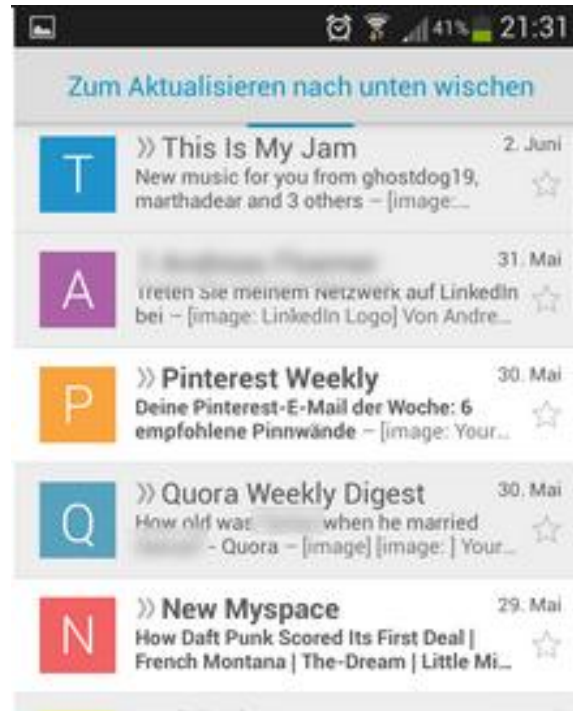 41% 21:31
Zum Aktualisieren nach unten wischen
T
» This Is My Jam 2. Juni
New music for you from ghostdog19,
marthadear and 3 others – [image:...
A
31. Mai
Treten Sie meinem Netzwerk auf LinkedIn
bei – [image: LinkedIn Logo] Von Andre...
P
» Pinterest Weekly 30. Mai
Deine Pinterest-E-Mail der Woche: 6
empfohlene Pinnwände – [image: Your...
Q
» Quora Weekly Digest 30. Mai
How old was when he married
- Quora – [image] [image: ] Your...
N
» New Myspace 29. Mai
How Daft Punk Scored Its First Deal |
French Montana | The-Dream | Little Mi...